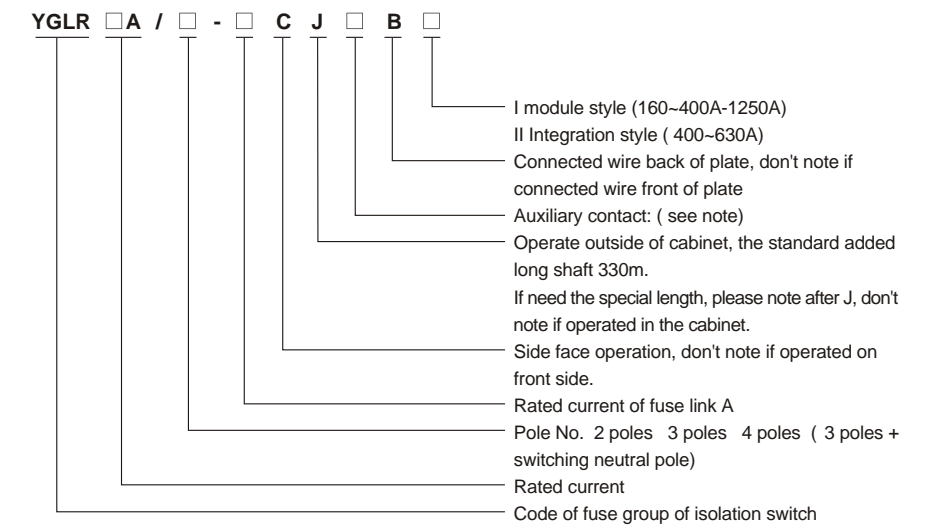 YGLR □A / □ - □ C J □ B □
I module style (160~400A-1250A)
II Integration style ( 400~630A)
Connected wire back of plate, don't note if
connected wire front of plate
Auxiliary contact: ( see note)
Operate outside of cabinet, the standard added
long shaft 330m.
If need the special length, please note after J, don't
note if operated in the cabinet.
Side face operation, don't note if operated on
front side.
Rated current of fuse link A
Pole No. 2 poles 3 poles 4 poles ( 3 poles +
switching neutral pole)
Rated current
Code of fuse group of isolation switch